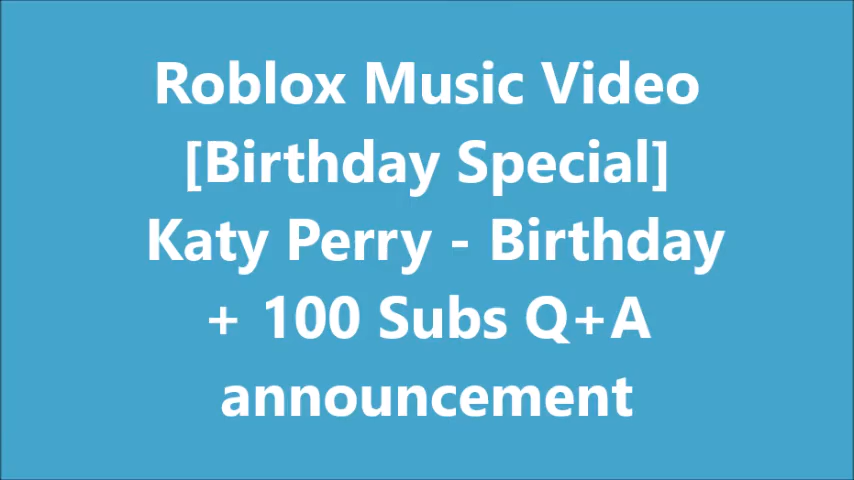 Roblox Music Video
[Birthday Special]
Katy Perry - Birthday
+ 100 Subs Q+A
announcement